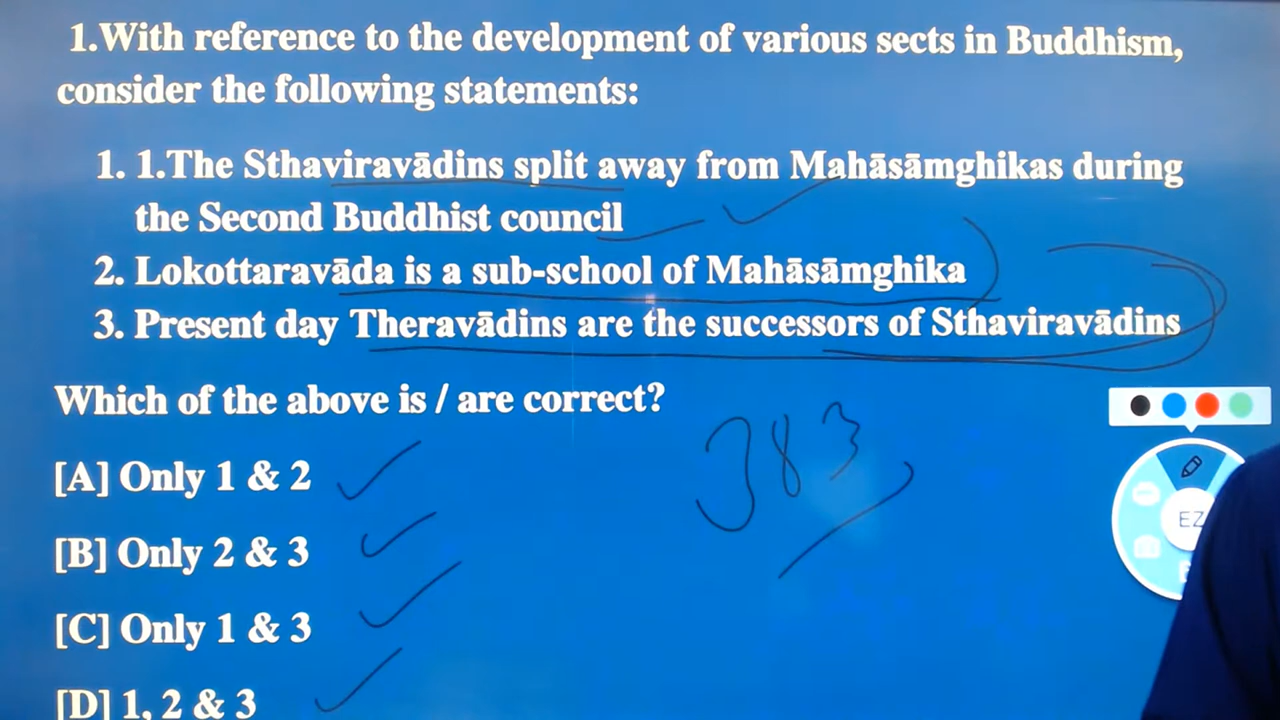 1.With reference to the development of various sects in Buddhism,
consider the following statements:
1. 1.The Sthaviravādins split away from Mahāsāmghikas during
the Second Buddhist council
2. Lokottaravāda is a sub-school of Mahāsāmghika
3. Present day Theravādins are the successors of Sthaviravādins
Which of the above is / are correct?
[A] Only 1 & 2
383
[B] Only 2 & 3
EZ
[C] Only 1 & 3
[D] 1, 2 & 3